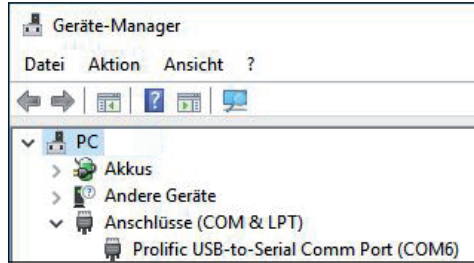 Geräte-Manager
Datei Aktion Ansicht ?
PC
Akkus
Andere Geräte
Anschlüsse (COM & LPT)
Prolific USB-to-Serial Comm Port (COM6)